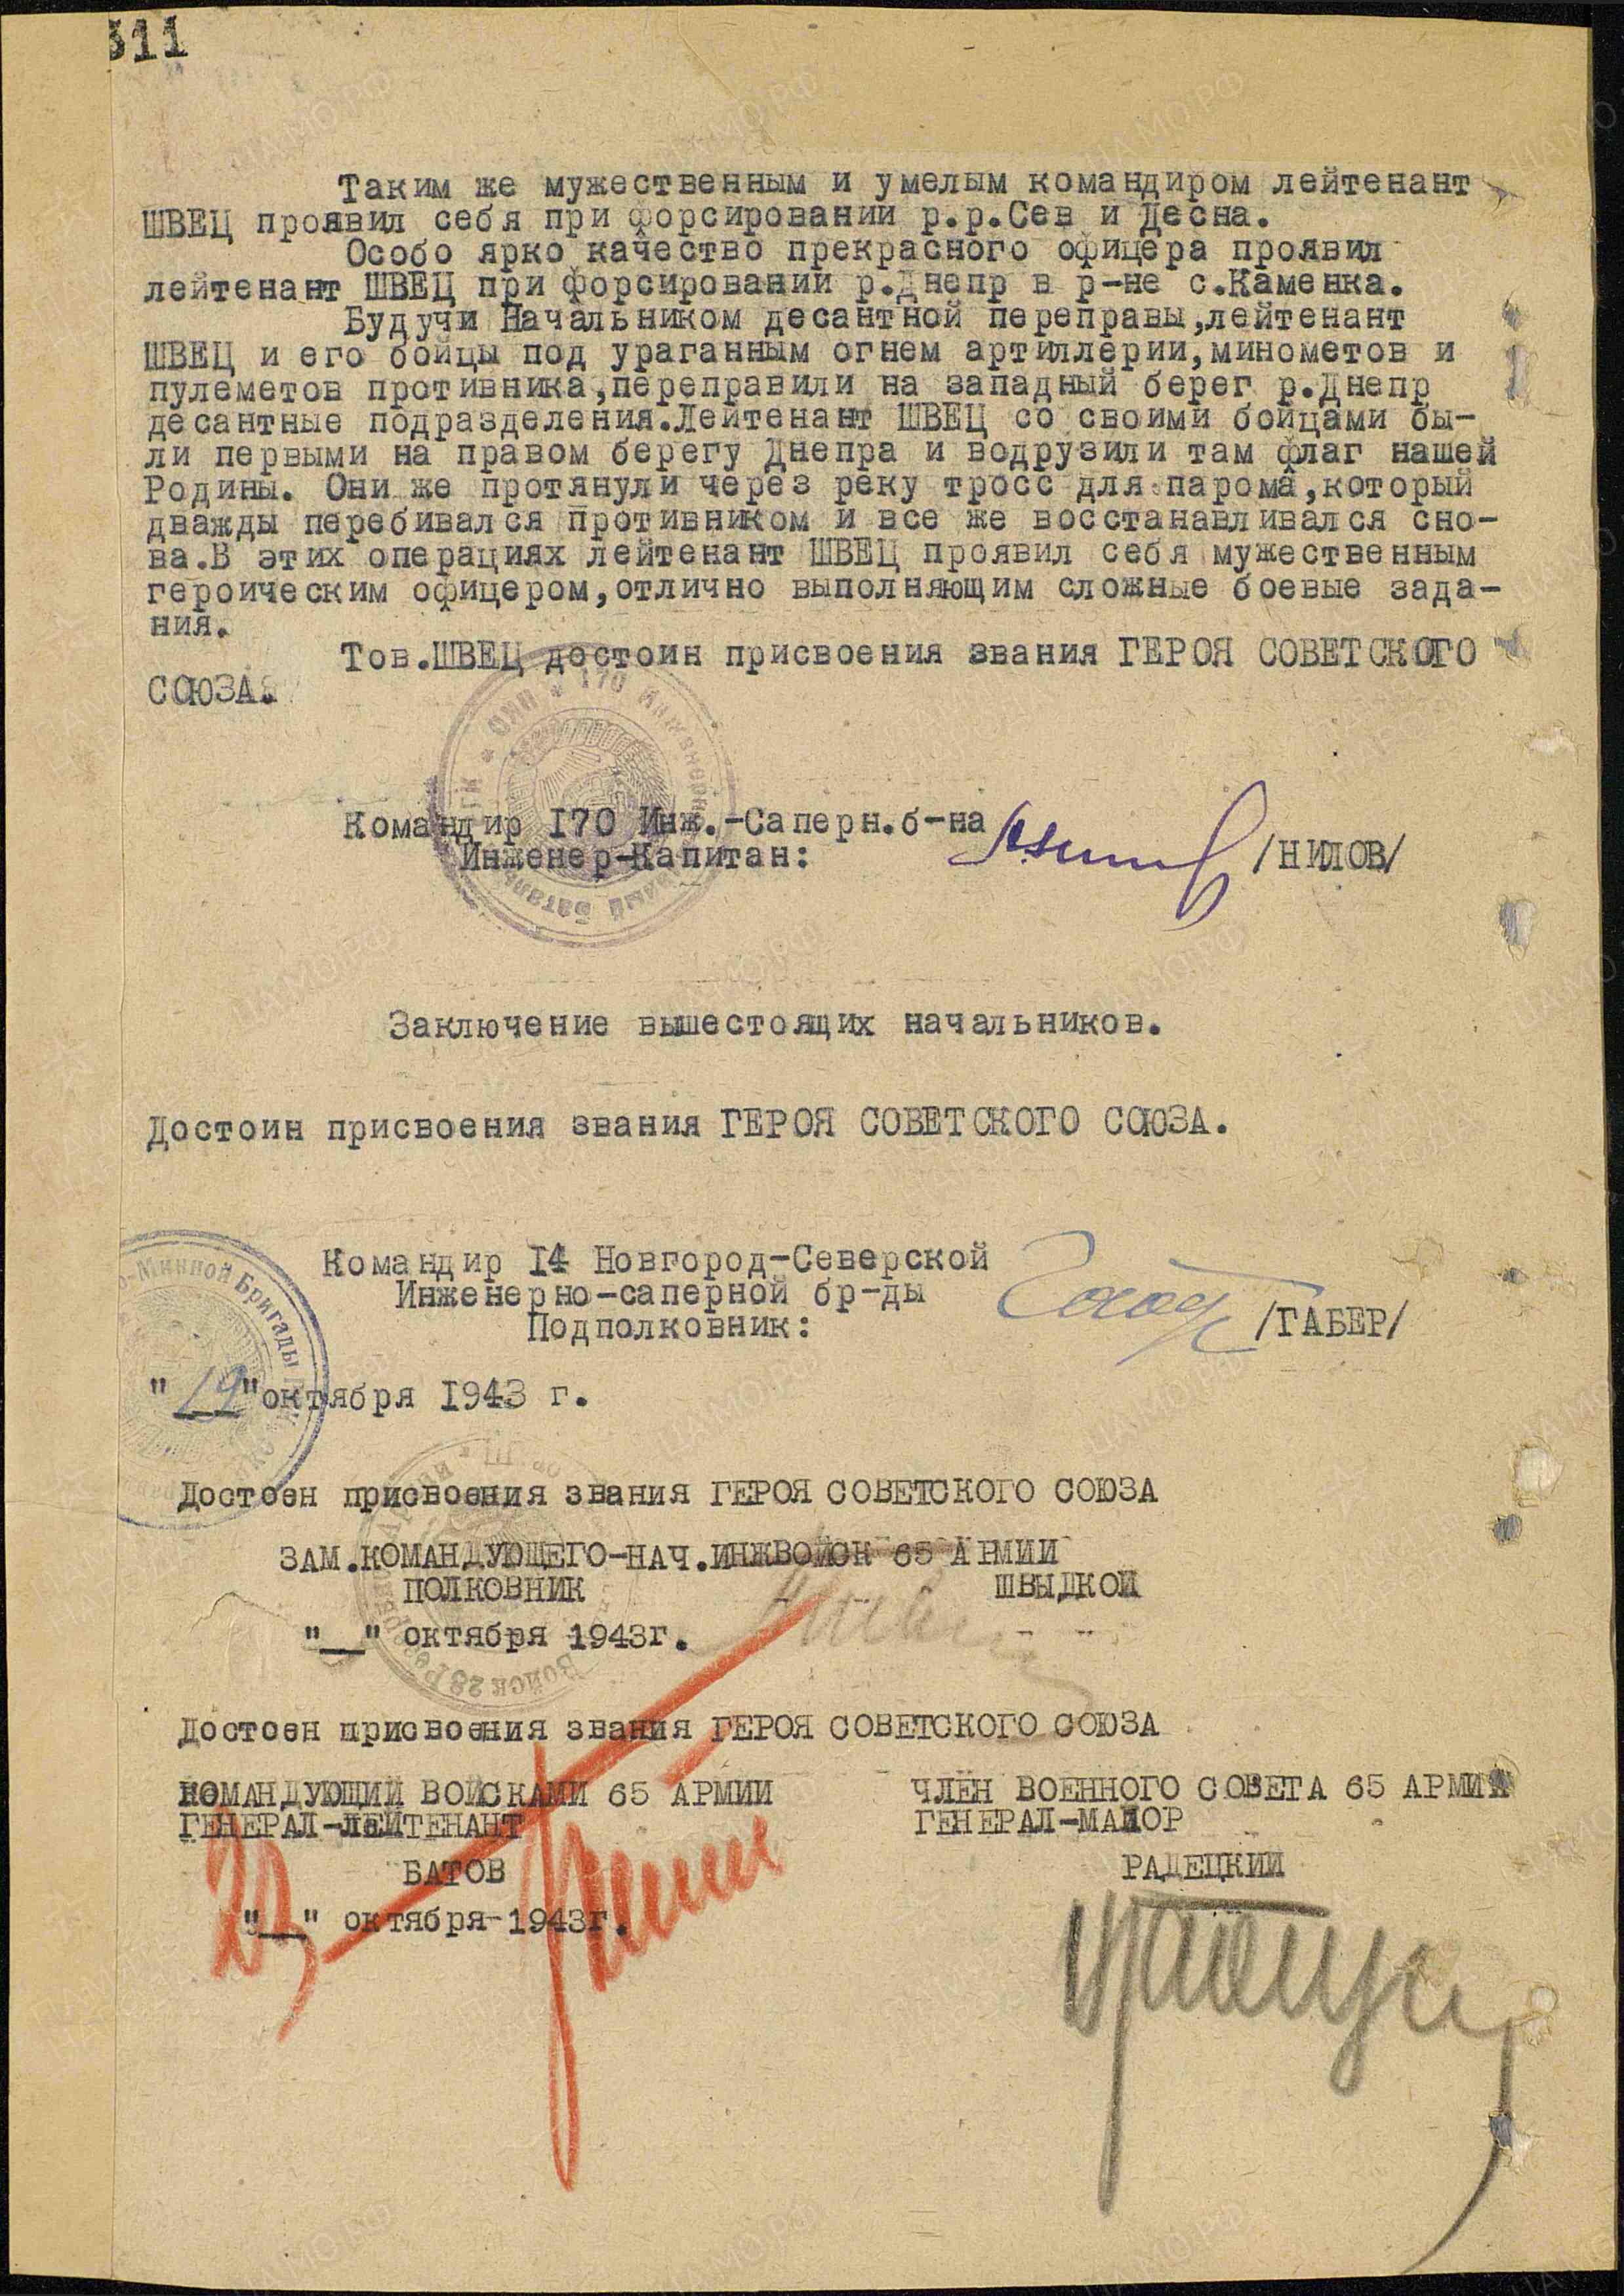 311
Таким же мужественным и умелым командиром лейтенант
ШВЕЦ проявил себя при форсировании р.р.Сев и Десна.
Особо ярко качество прекрасного офицера проявил
лейтенант ШВЕЦ при форсировании р.Днепр в р-не с.Каменка.
Будучи Начальником десантной переправы,лейтенант
ШВЕЦ и его бойцы под ураганным огнем артиллерии,минометов и
пулеметов противника,переправили на западный берег р.Днепр
десантные подразделения.Лейтенант ШВЕЦ со своими бойцами бы-
ли первыми на правом берегу Днепра и водрузили там флаг нашей
Родины. Они же протянули через реку тросс для парома,который
дважды перебивался противником и все же восстанавливался сно-
ва.В этих операциях лейтенант ШВЕЦ проявил себя мужественным
героическим офицером,отлично выполняющим сложные боевые зада-
ния.
Тов.ШВЕЦ достоин присвоения звания ГЕРОЯ СОВЕТСКОГО
СОЮЗА.
Командир 170 Инж.-Саперн.б-на
Инженер-Капитан: /НИЛОВ/
Заключение вышестоящих начальников.
Достоин присвоения звания ГЕРОЯ СОВЕТСКОГО СОЮЗА.
Командир 14 Новгород-Северской
Инженерно-саперной бр-ды
Подполковник: /ГАБЕР/
"19"октября 1943 г.
Достоен присвоения звания ГЕРОЯ СОВЕТСКОГО СОЮЗА
ЗАМ.КОМАНДУЮЩЕГО-НАЧ.ИНЖВОЙСК 65 АРМИИ
ПОЛКОВНИК ШВЫДКОЙ
"__" октября 1943г.
Достоен присвоения звания ГЕРОЯ СОВЕТСКОГО СОЮЗА
КОМАНДУЮЩИЙ ВОЙСКАМИ 65 АРМИИ ЧЛЕН ВОЕННОГО СОВЕТА 65 АРМИИ
ГЕНЕРАЛ-ЛЕЙТЕНАНТ ГЕНЕРАЛ-МАЙОР
БАТОВ РАДЕЦКИЙ
"__" октября-1943г.